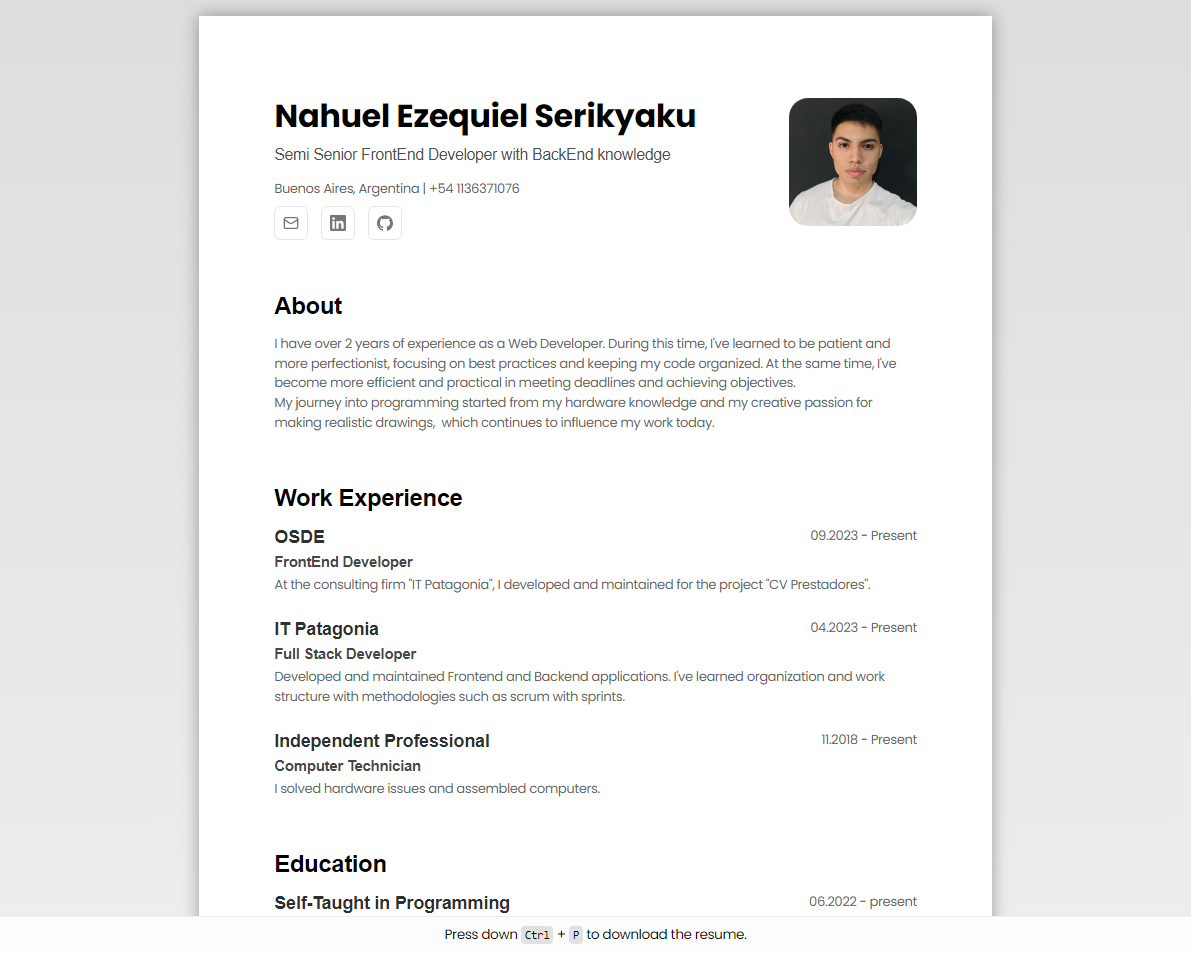 Nahuel Ezequiel Serikyaku
Semi Senior FrontEnd Developer with BackEnd knowledge
Buenos Aires, Argentina | +54 1136371076
in
About
I have over 2 years of experience as a Web Developer. During this time, I've learned to be patient and
more perfectionist, focusing on best practices and keeping my code organized. At the same time, I've
become more efficient and practical in meeting deadlines and achieving objectives.
My journey into programming started from my hardware knowledge and my creative passion for
making realistic drawings,  which continues to influence my work today.
Work Experience
OSDE 09.2023 - Present
FrontEnd Developer
At the consulting firm "IT Patagonia", I developed and maintained for the project "CV Prestadores".
IT Patagonia 04.2023 - Present
Full Stack Developer
Developed and maintained Frontend and Backend applications. I've learned organization and work
structure with methodologies such as scrum with sprints.
Independent Professional 11.2018 - Present
Computer Technician
I solved hardware issues and assembled computers.
Education
Self-Taught in Programming 06.2022 - present
Press down Ctrl + P to download the resume.